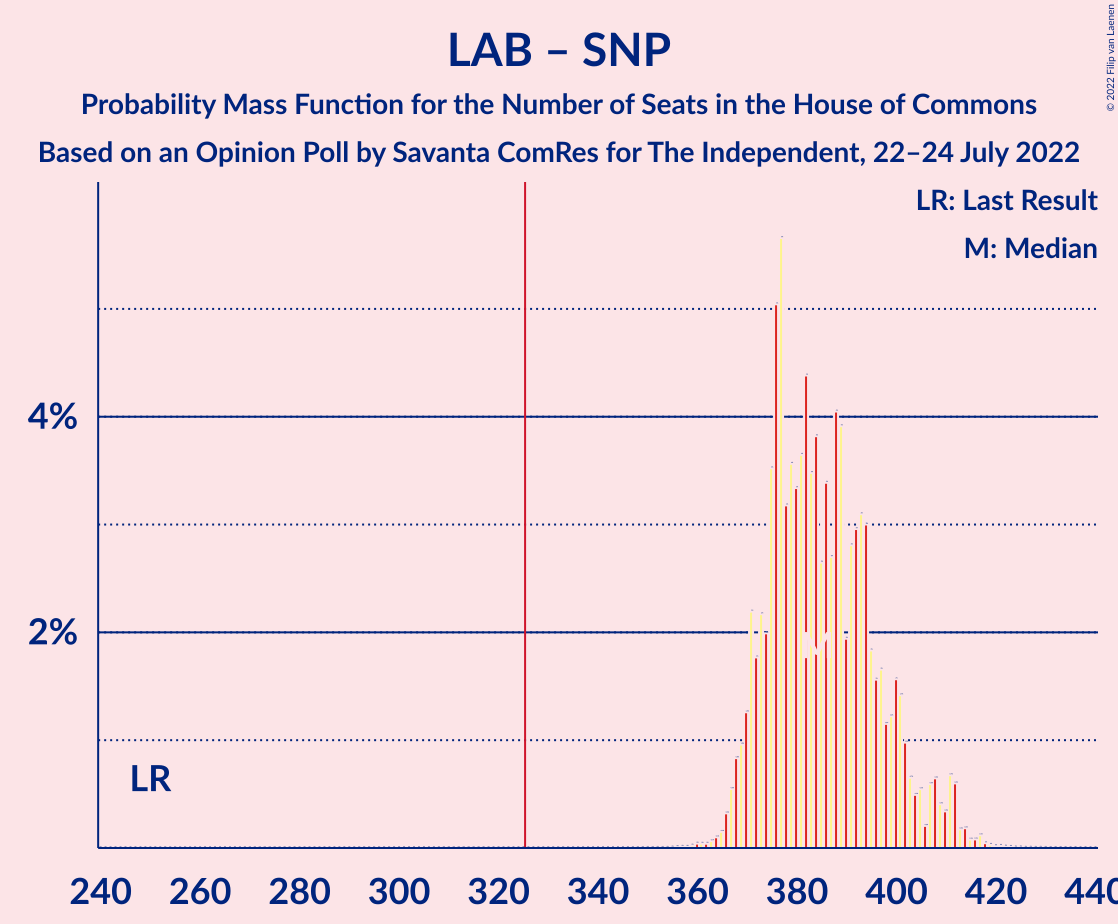 LAB – SNP
Probability Mass Function for the Number of Seats in the House of Commons
Based on an Opinion Poll by Savanta ComRes for The Independent, 22–24 July 2022
© 2022 Filip van Laenen
LR: Last Result
M: Median
4%
2%
LR
M
240 260 280 300 320 340 360 380 400 420 440